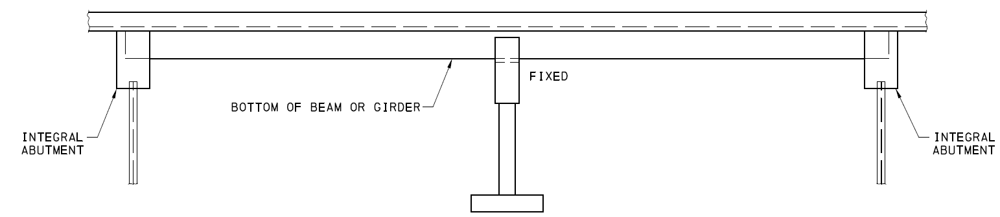 FIXED
BOTTOM OF BEAM OR GIRDER
INTEGRAL
ABUTMENT
INTEGRAL
ABUTMENT